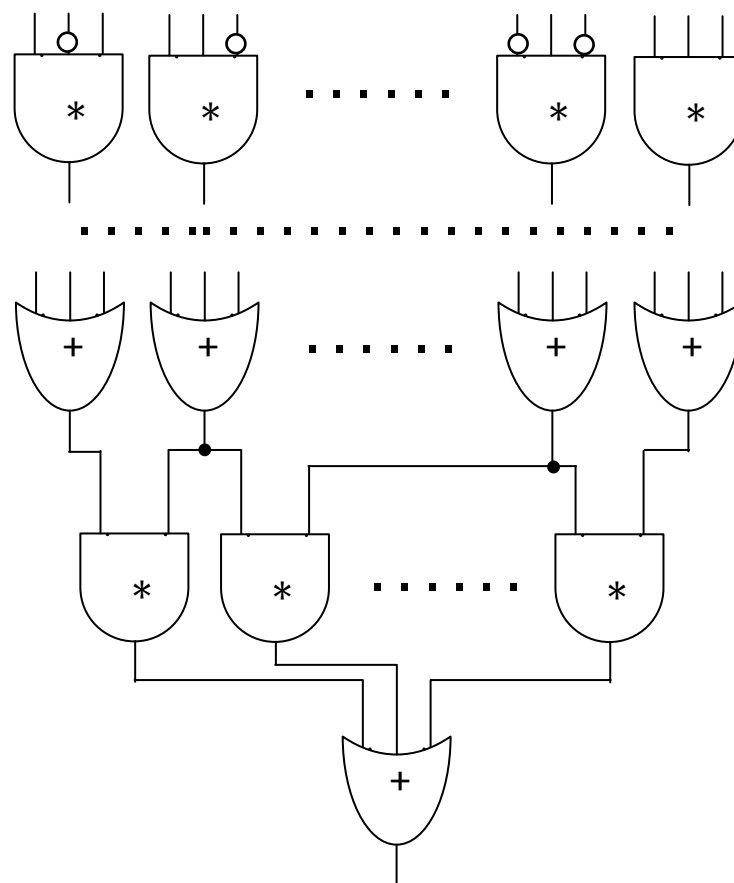 * * * *
+ + + +
* * *
+